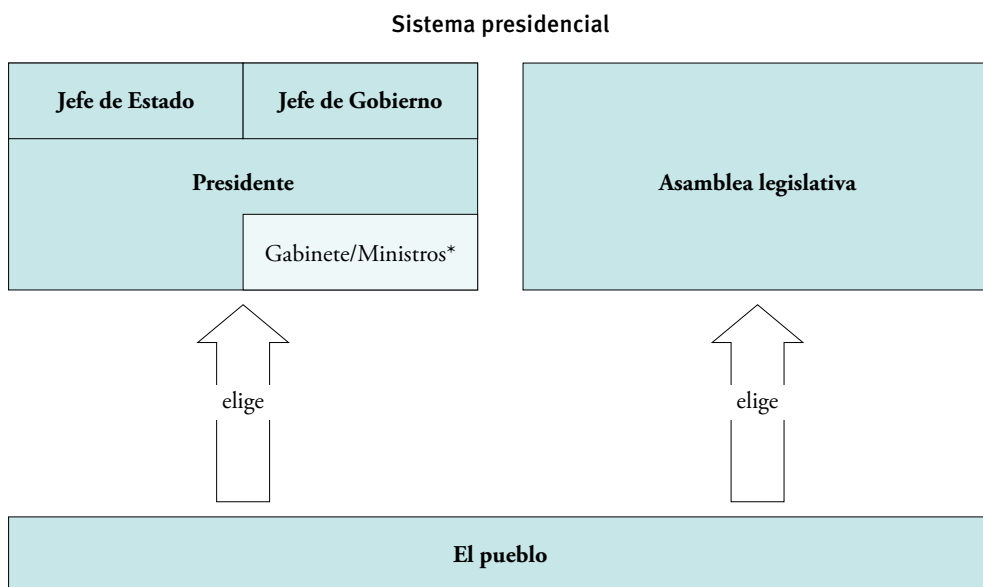 Sistema presidencial
Jefe de Estado
Jefe de Gobierno
Presidente
Gabinete/Ministros*
Asamblea legislativa
elige
elige
El pueblo